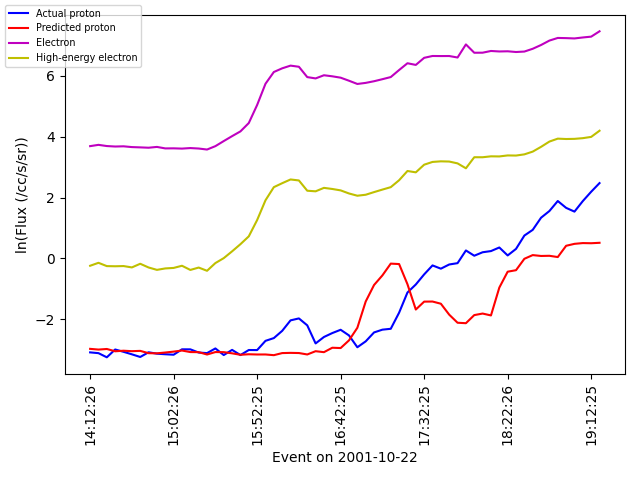 Actual proton
Predicted proton
Electron
High-energy electron
ln(Flux (/cc/s/sr))
6
4
2
0
−2
14:12:26
15:02:26
15:52:25
16:42:25
17:32:25
18:22:26
19:12:25
Event on 2001-10-22